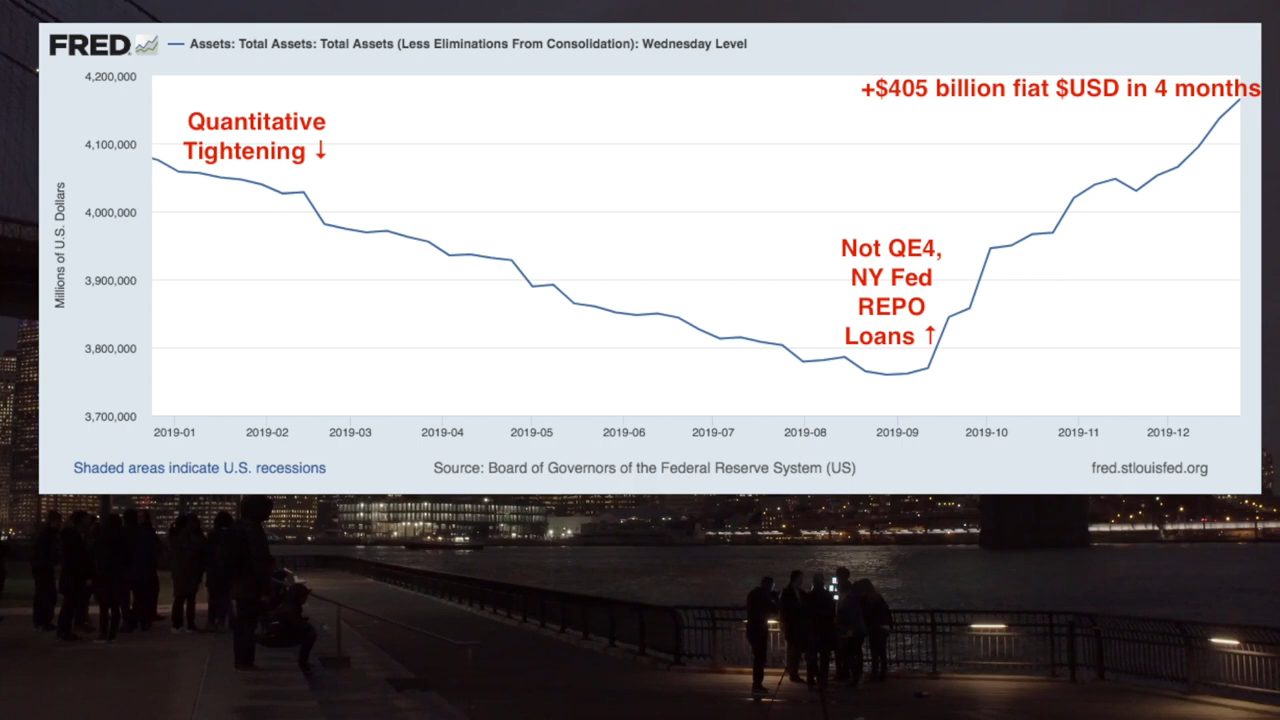 FRED
Assets: Total Assets: Total Assets (Less Eliminations From Consolidation): Wednesday Level
+$405 billion fiat $USD in 4 months
Quantitative
Tightening ↓
Not QE4,
NY Fed
REPO
Loans ↑
Millions of U.S. Dollars
4,200,000
4,100,000
4,000,000
3,900,000
3,800,000
3,700,000
2019-01 2019-02 2019-03 2019-04 2019-05 2019-06 2019-07 2019-08 2019-09 2019-10 2019-11 2019-12
Shaded areas indicate U.S. recessions Source: Board of Governors of the Federal Reserve System (US) fred.stlouisfed.org